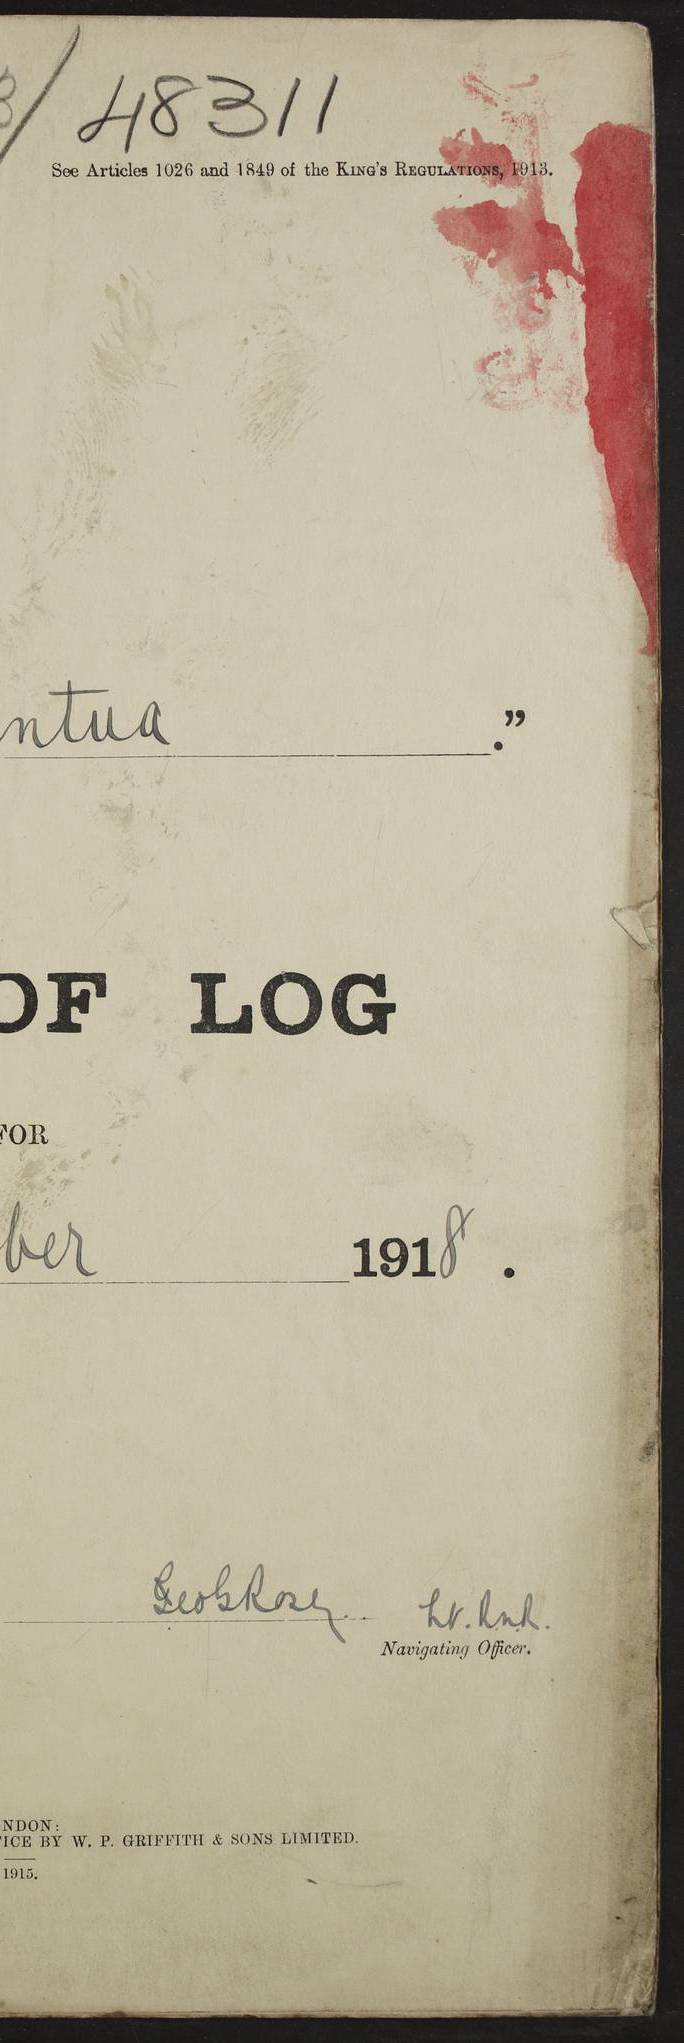 / 48311
See Articles 1026 and 1849 of the KING'S REGULATIONS, 1913.
ntua .”
OF LOG
FOR
ber 1918 .
Lt. R.N.R.
Navigating Officer.
NDON:
ICE BY W. P. GRIFFITH & SONS LIMITED.
1915.